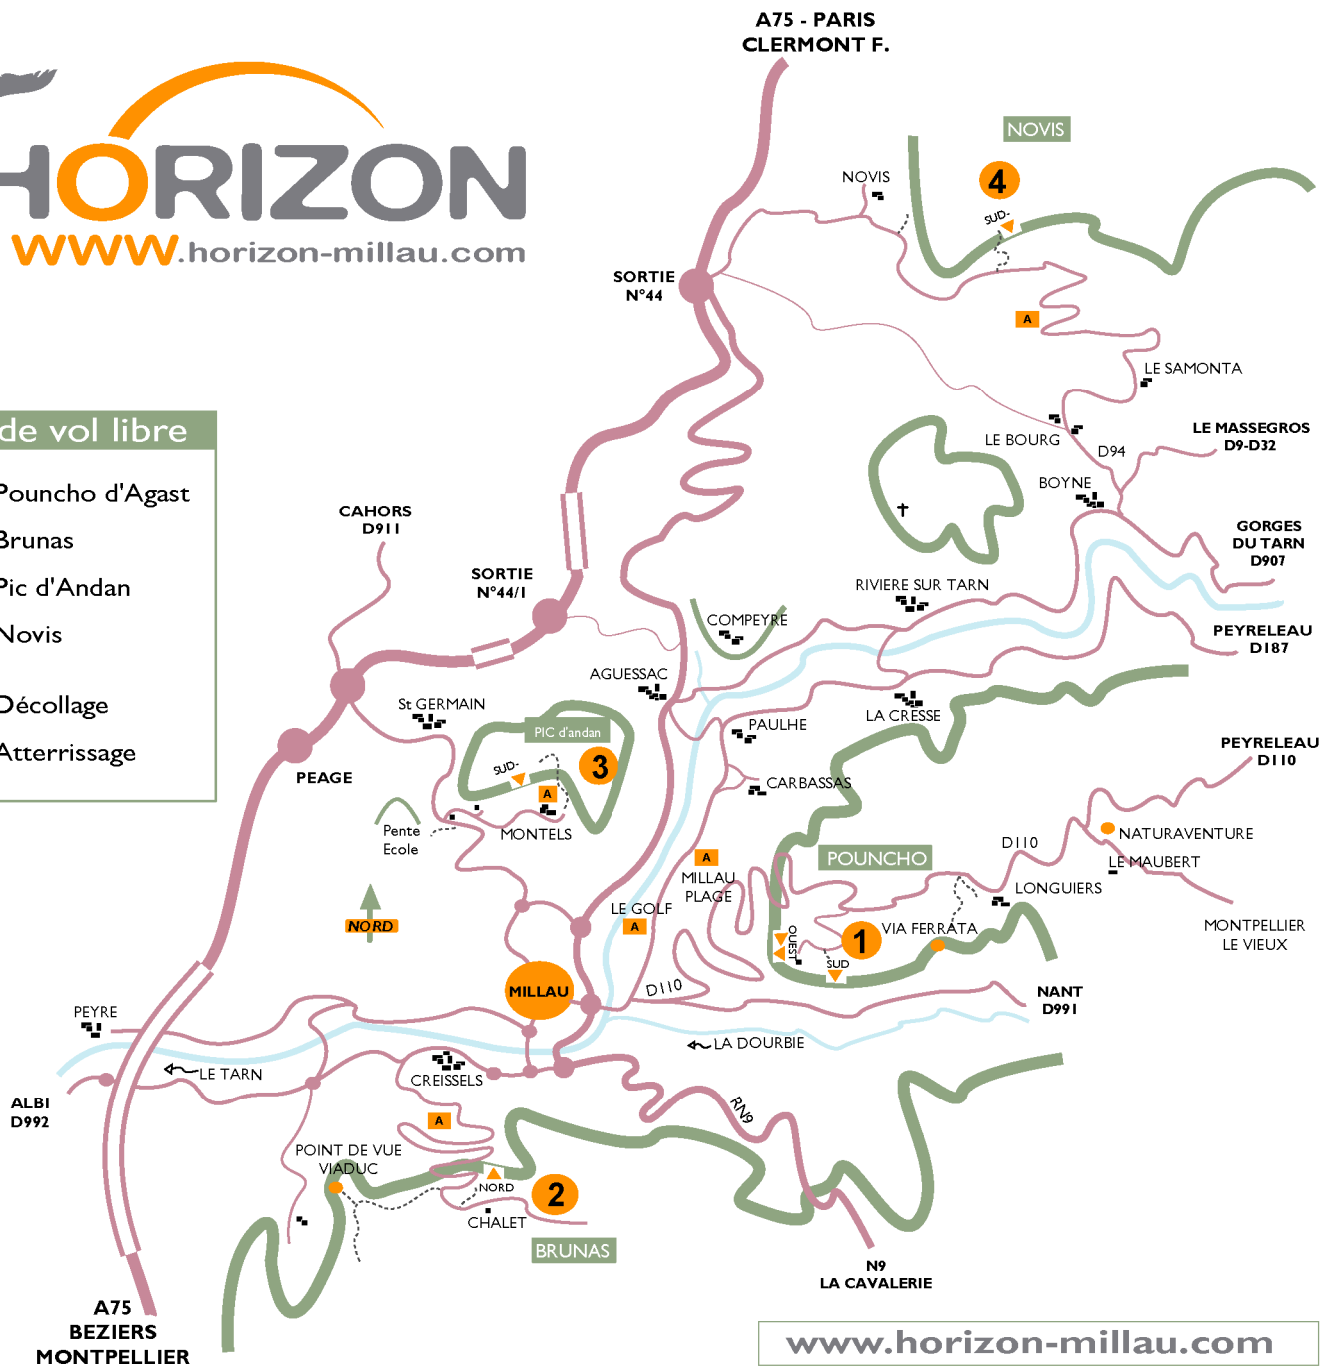 A75 - PARIS
CLERMONT F.
HORIZON
www.horizon-millau.com
NOVIS
4
NOVIS
SUD-
SORTIE
N°44
A
LE SAMONTA
de vol libre
LE BOURG
D94
LE MASSEGROS
D9-D32
Pouncho d'Agast
Brunas
Pic d'Andan
Novis
Décollage
Atterrissage
CAHORS
D911
BOYNE
GORGES
DU TARN
D907
SORTIE
N°44/1
RIVIERE SUR TARN
COMPEYRE
PEYRELEAU
D187
AGUESSAC
St GERMAIN
LA CRESSE
PIC d'andan
PAULHE
3
SUD-
A
PEAGE
CARBASSAS
PEYRELEAU
D110
MONTELS
Pente
Ecole
NATURAVENTURE
D110
POUNCHO
A
MILLAU
PLAGE
LE MAUBERT
LONGUIERS
NORD
LE GOLF
A
OUEST
1
VIA FERRATA
SUD
MONTPELLIER
LE VIEUX
MILLAU
D110
NANT
D991
PEYRE
LA DOURBIE
LE TARN
CREISSELS
ALBI
D992
A
RN9
POINT DE VUE
VIADUC
NORD
2
CHALET
BRUNAS
N9
LA CAVALERIE
A75
BEZIERS
MONTPELLIER
www.horizon-millau.com